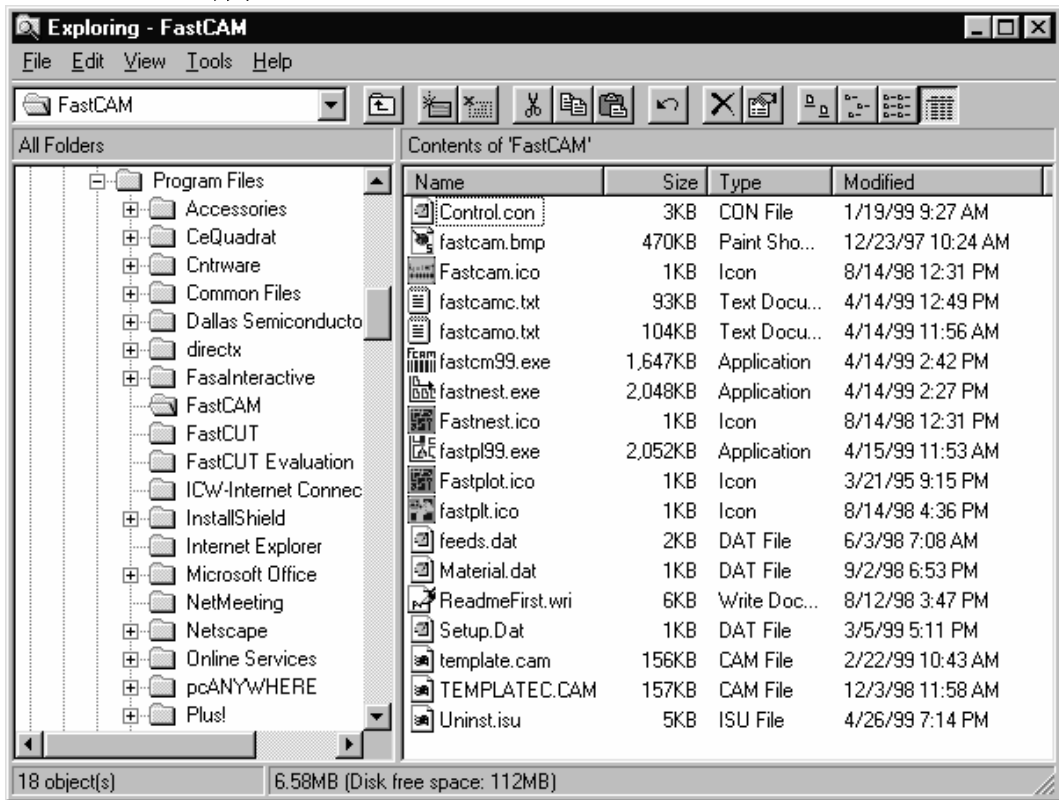 Exploring - FastCAM
File Edit View Tools Help
FastCAM
All Folders
Contents of 'FastCAM'
Program Files
Accessories
CeQuadrat
Cntrware
Common Files
Dallas Semiconducto
directx
FasaInteractive
FastCAM
FastCUT
FastCUT Evaluation
ICW-Internet Connec
InstallShield
Internet Explorer
Microsoft Office
NetMeeting
Netscape
Online Services
pcANYWHERE
Plus!
Name Size Type Modified
Control.con 3KB CON File 1/19/99 9:27 AM
fastcam.bmp 470KB Paint Sho... 12/23/97 10:24 AM
Fastcam.ico 1KB Icon 8/14/98 12:31 PM
fastcamc.txt 93KB Text Docu... 4/14/99 12:49 PM
fastcamo.txt 104KB Text Docu... 4/14/99 11:56 AM
fastcm99.exe 1,647KB Application 4/14/99 2:42 PM
fastnest.exe 2,048KB Application 4/14/99 2:27 PM
Fastnest.ico 1KB Icon 8/14/98 12:31 PM
fastpl99.exe 2,052KB Application 4/15/99 11:53 AM
Fastplot.ico 1KB Icon 3/21/95 9:15 PM
fastplt.ico 1KB Icon 8/14/98 4:36 PM
feeds.dat 2KB DAT File 6/3/98 7:08 AM
Material.dat 1KB DAT File 9/2/98 6:53 PM
ReadmeFirst.wri 6KB Write Doc... 8/12/98 3:47 PM
Setup.Dat 1KB DAT File 3/5/99 5:11 PM
template.cam 156KB CAM File 2/22/99 10:43 AM
TEMPLATEC.CAM 157KB CAM File 12/3/98 11:58 AM
Uninst.isu 5KB ISU File 4/26/99 7:14 PM
18 object(s)
6.58MB (Disk free space: 112MB)